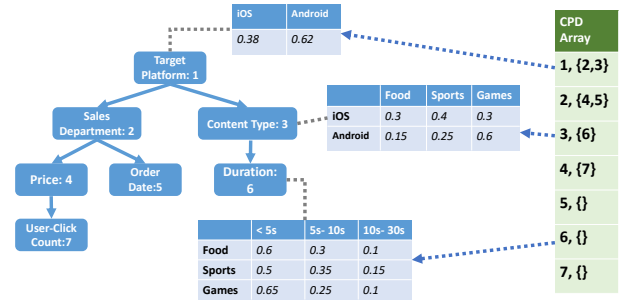 iOS Android
0.38 0.62
CPD
Array
1, {2,3}
2, {4,5}
3, {6}
4, {7}
5, {}
6, {}
7, {}
Target
Platform: 1
Sales
Department: 2
Content Type: 3
Food Sports Games
iOS 0.3 0.4 0.3
Android 0.15 0.25 0.6
Price: 4
Order
Date:5
Duration:
6
User-Click
Count:7
< 5s 5s- 10s 10s- 30s
Food 0.6 0.3 0.1
Sports 0.5 0.35 0.15
Games 0.65 0.25 0.1